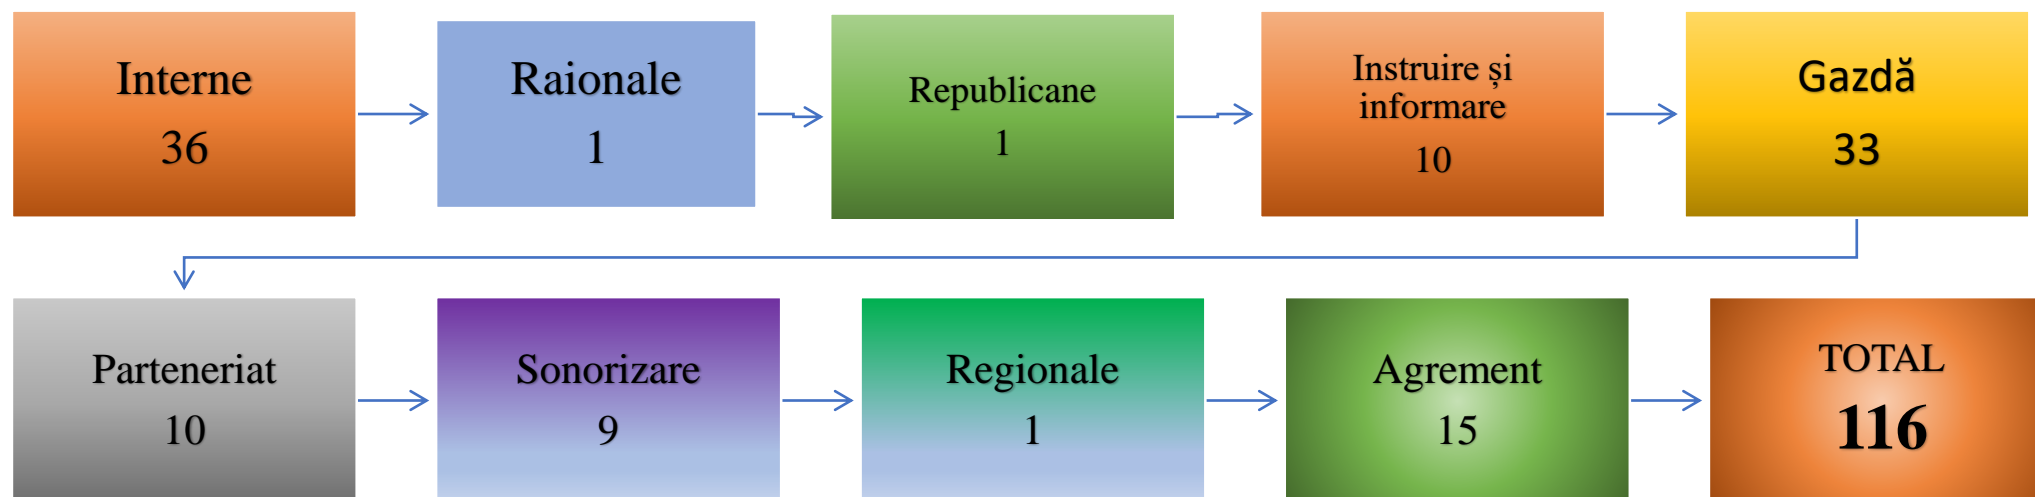 Interne
36
Raionale
1
Republicane
1
Instruire și
informare
10
Gazdă
33
Parteneriat
10
Sonorizare
9
Regionale
1
Agrement
15
TOTAL
116